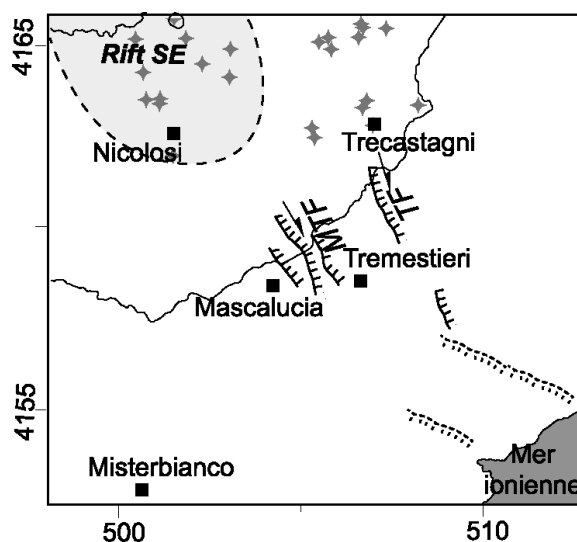 4165
Rift SE
Nicolosi
Trecastagni
TF
MTF
Tremestieri
Mascalucia
4155
Misterbianco
Mer
ionienne
500
510